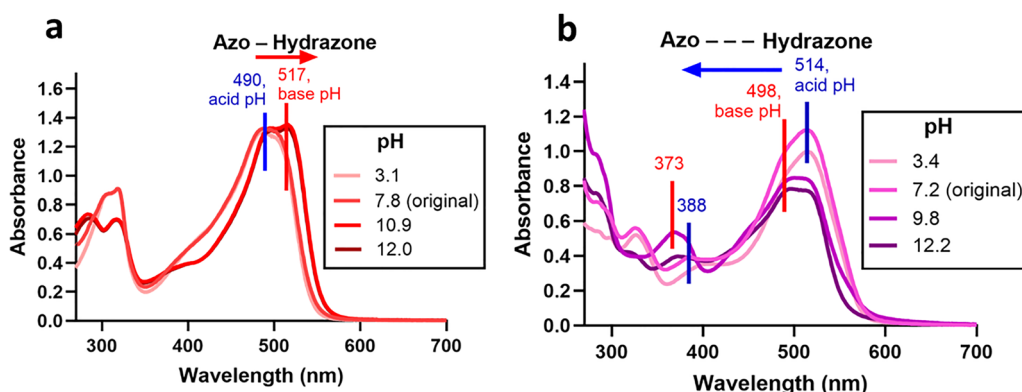 a
Azo – Hydrazone
490,
acid pH
517,
base pH
Absorbance
1.6
1.4
1.2
1.0
0.8
0.6
0.4
0.2
0.0
300
400
500
600
700
Wavelength (nm)
pH
3.1
7.8 (original)
10.9
12.0
b
Azo – – – Hydrazone
514,
acid pH
498,
base pH
373
388
Absorbance
1.4
1.2
1.0
0.8
0.6
0.4
0.2
0.0
300
400
500
600
700
Wavelength (nm)
pH
3.4
7.2 (original)
9.8
12.2